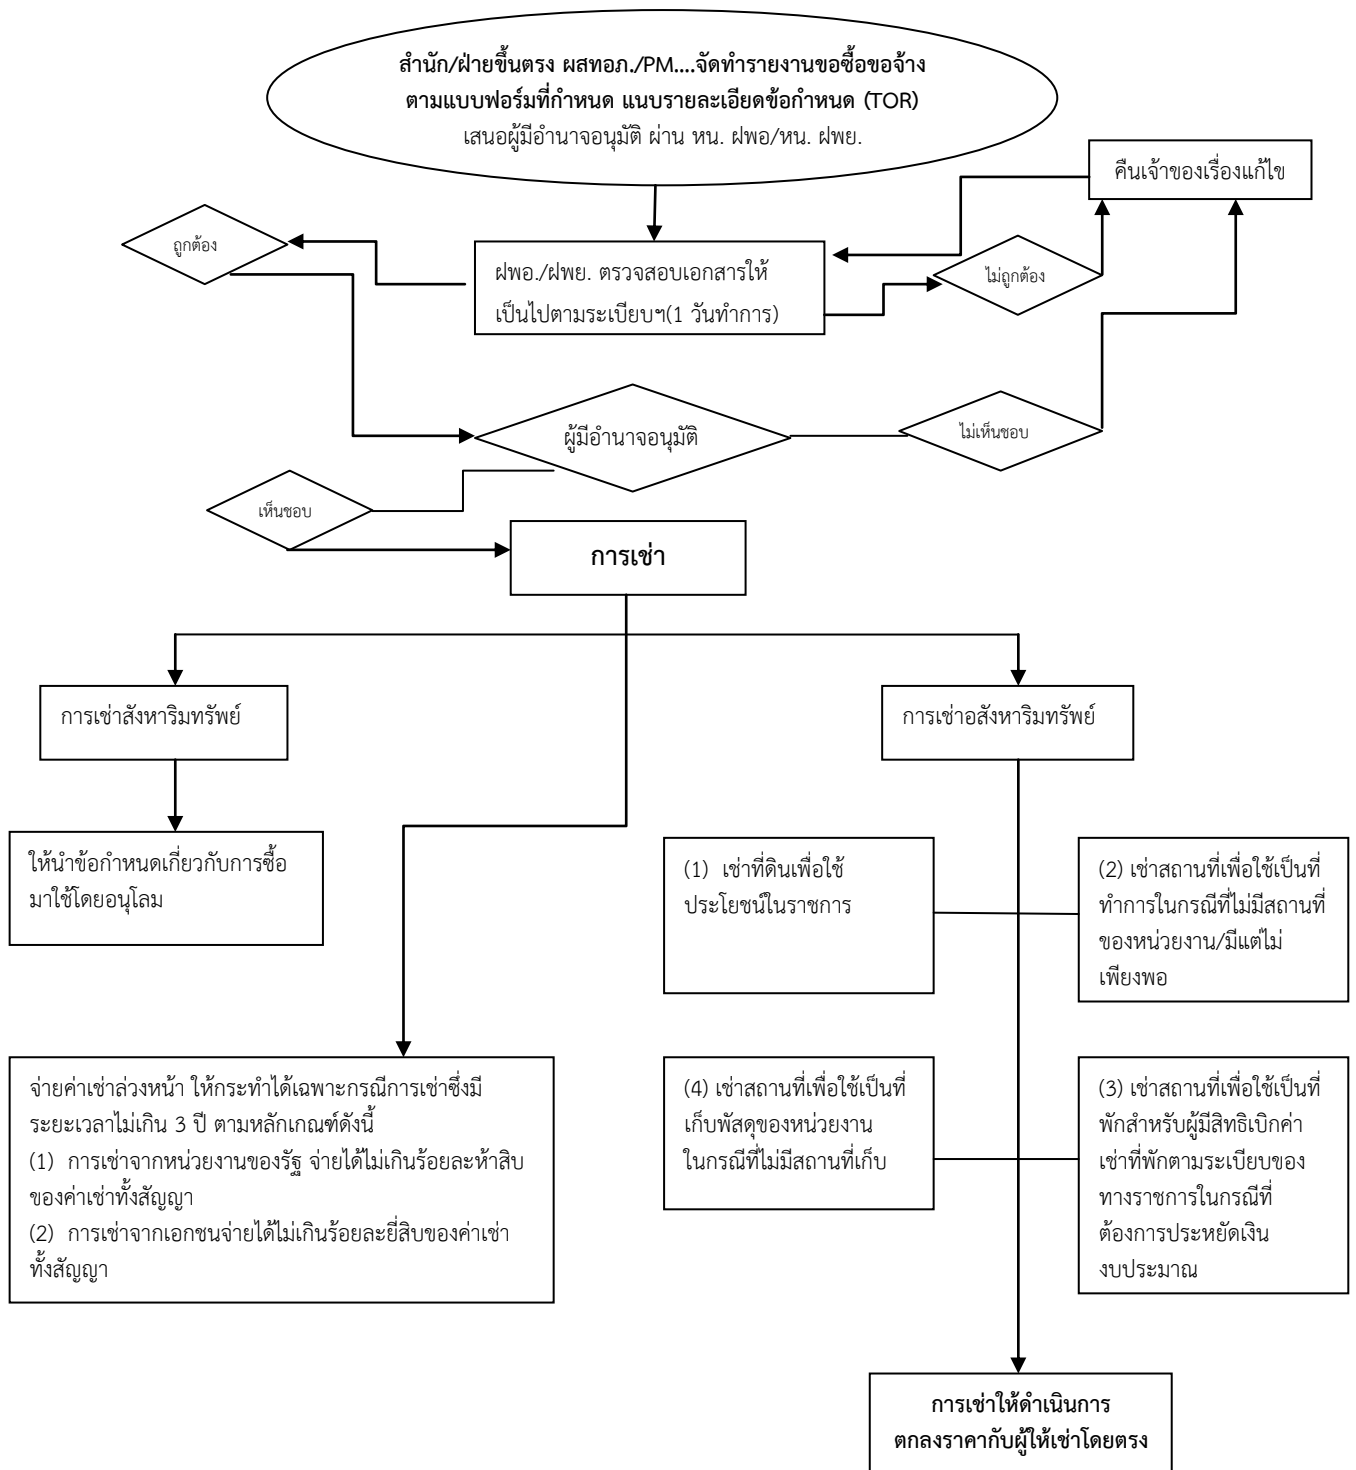 สำนัก/ฝ่ายขึ้นตรง ผสทอภ./PM....จัดทำรายงานขอซื้อขอจ้าง
ตามแบบฟอร์มที่กำหนด แนบรายละเอียดข้อกำหนด (TOR)
เสนอผู้มีอำนาจอนุมัติ ผ่าน หน. ฝพอ/หน. ฝพย.
คืนเจ้าของเรื่องแก้ไข
ถูกต้อง
ฝพอ./ฝพย. ตรวจสอบเอกสารให้
เป็นไปตามระเบียบฯ(1 วันทำการ)
ไม่ถูกต้อง
ผู้มีอำนาจอนุมัติ
ไม่เห็นชอบ
เห็นชอบ
การเช่า
การเช่าสังหาริมทรัพย์
การเช่าอสังหาริมทรัพย์
ให้นำข้อกำหนดเกี่ยวกับการซื้อ
มาใช้โดยอนุโลม
(1) เช่าที่ดินเพื่อใช้
ประโยชน์ในราชการ
(2) เช่าสถานที่เพื่อใช้เป็นที่
ทำการในกรณีที่ไม่มีสถานที่
ของหน่วยงาน/มีแต่ไม่
เพียงพอ
จ่ายค่าเช่าล่วงหน้า ให้กระทำได้เฉพาะกรณีการเช่าซึ่งมี
ระยะเวลาไม่เกิน 3 ปี ตามหลักเกณฑ์ดังนี้
(1) การเช่าจากหน่วยงานของรัฐ จ่ายได้ไม่เกินร้อยละห้าสิบ
ของค่าเช่าทั้งสัญญา
(2) การเช่าจากเอกชนจ่ายได้ไม่เกินร้อยละยี่สิบของค่าเช่า
ทั้งสัญญา
(4) เช่าสถานที่เพื่อใช้เป็นที่
เก็บพัสดุของหน่วยงาน
ในกรณีที่ไม่มีสถานที่เก็บ
(3) เช่าสถานที่เพื่อใช้เป็นที่
พักสำหรับผู้มีสิทธิเบิกค่า
เช่าที่พักตามระเบียบของ
ทางราชการในกรณีที่
ต้องการประหยัดเงิน
งบประมาณ
การเช่าให้ดำเนินการ
ตกลงราคากับผู้ให้เช่าโดยตรง